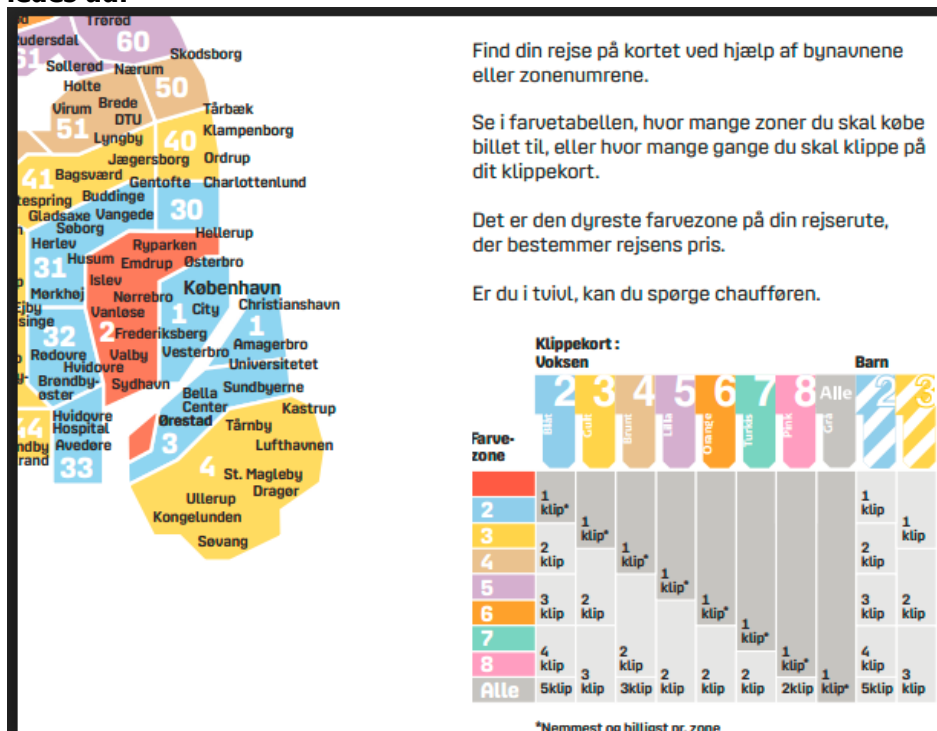 Trørød
Rudersdal
60
61
Skodsborg
Søllerød
Nærum
Holte
50
Virum
Brede
DTU
Tårbæk
51
Lyngby
40
Klampenborg
Jægersborg
Ordrup
41
Bagsværd
Gentofte
Charlottenlund
Buddinge
Gladsaxe
Vangede
30
Søborg
Hellerup
Herlev
Ryparken
31
Husum
Emdrup
Østerbro
Islev
København
Mørkhøj
Nørrebro
1
City
Christianshavn
Ejby
Vanløse
1
32
2
Frederiksberg
Amagerbro
Rødovre
Valby
Vesterbro
Universitetet
Hvidovre
Brøndby-
øster
Sydhavn
Bella
Center
Sundbyerne
Hvidovre
Hospital
Ørestad
Kastrup
44
Tårnby
Avedøre
3
Lufthavnen
33
4
St. Magleby
Dragør
Ullerup
Kongelunden
Søvang
Find din rejse på kortet ved hjælp af bynavnene
eller zonenumrene.
Se i farvetabellen, hvor mange zoner du skal købe
billet til, eller hvor mange gange du skal klippe på
dit klippekort.
Det er den dyreste farvezone på din rejserute,
der bestemmer rejsens pris.
Er du i tvivl, kan du spørge chaufføren.
Klippekort:
Voksen
Barn
2 3 4 5 6 7 8 Alle 2 3
Blåt Gult Brunt Lilla Orange Turkis Pink Grå
Farve-
zone
1 klip* 1 klip
2
1 klip* 1 klip
3
2 klip 1 klip* 2 klip
4
1 klip*
5
3 klip 2 klip 1 klip* 3 klip 2 klip
6
1 klip*
7
4 klip 2 klip 1 klip* 4 klip
8
Alle 5klip 3 klip 3klip 2 klip 2 klip 2 klip 2klip 1 klip* 5klip 3 klip
*Nemmest og billigst pr. zone